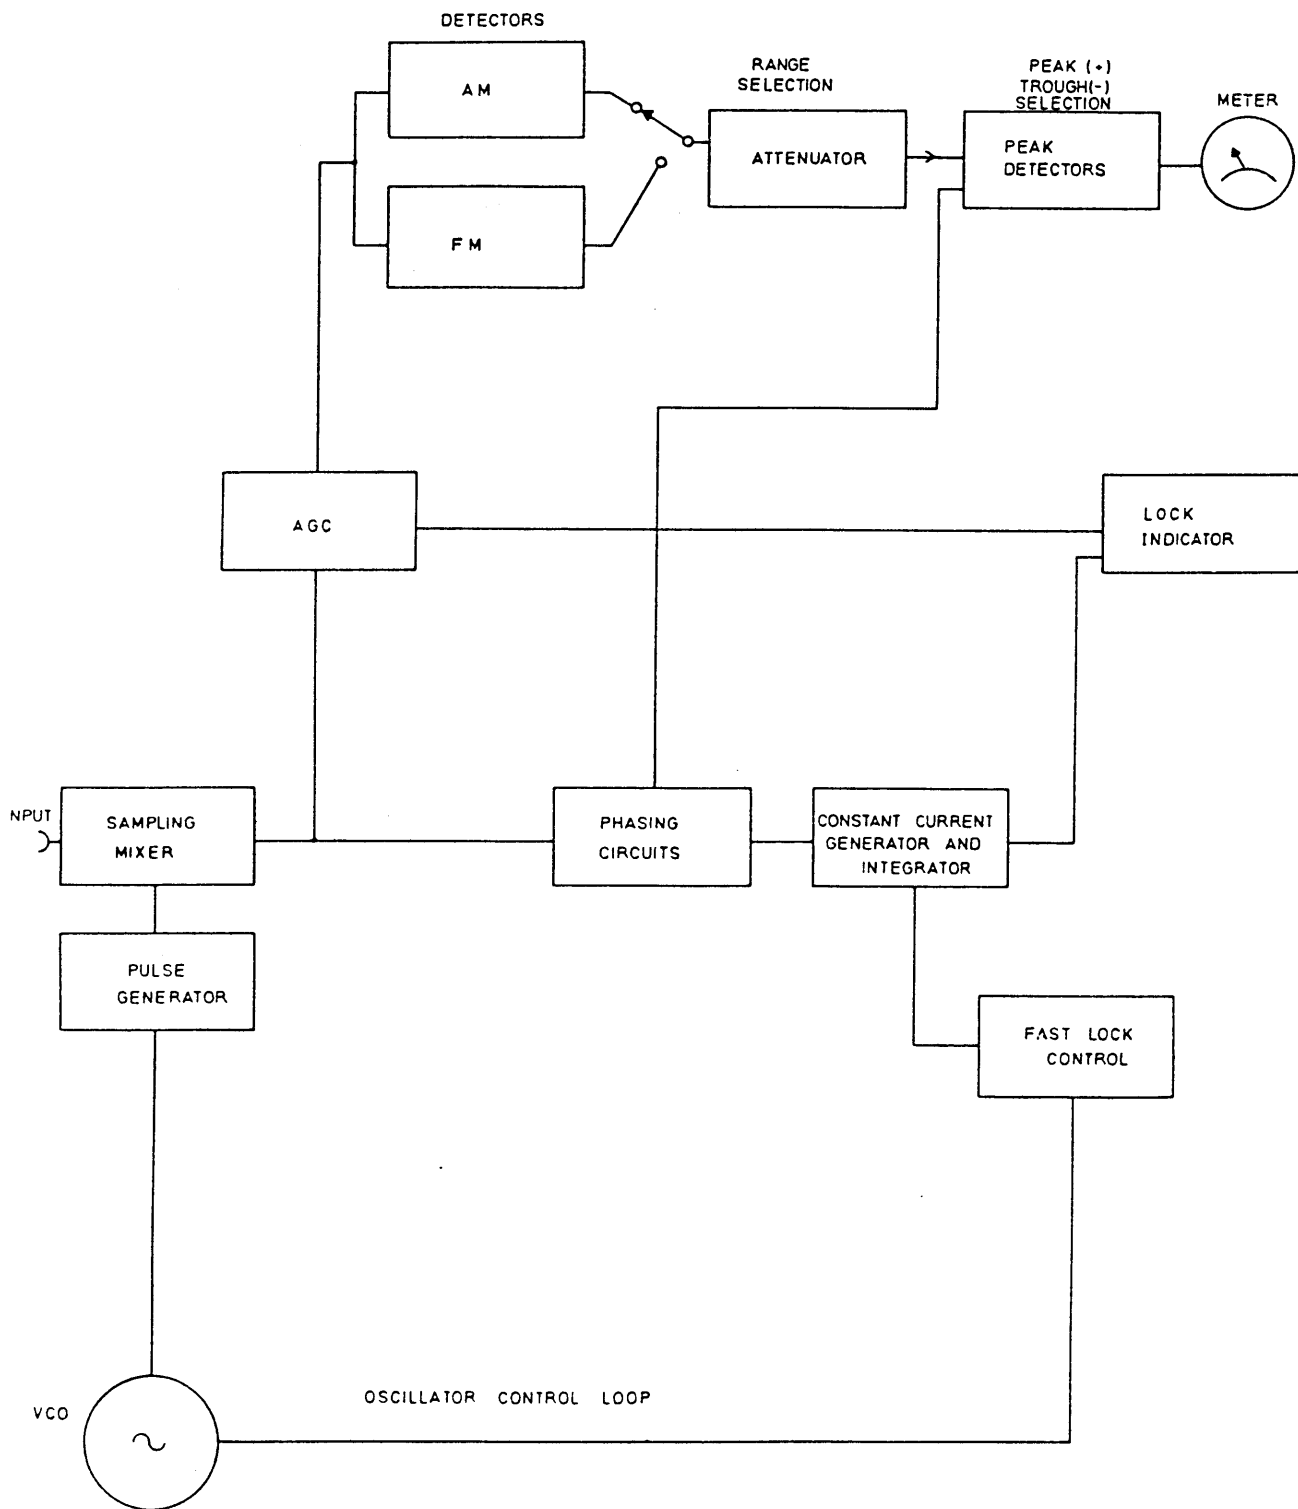 DETECTORS
AM
FM
RANGE
SELECTION
ATTENUATOR
PEAK (+)
TROUGH(-)
SELECTION
PEAK
DETECTORS
METER
AGC
LOCK
INDICATOR
NPUT
SAMPLING
MIXER
PHASING
CIRCUITS
CONSTANT CURRENT
GENERATOR AND
INTEGRATOR
PULSE
GENERATOR
FAST LOCK
CONTROL
VCO
OSCILLATOR CONTROL LOOP